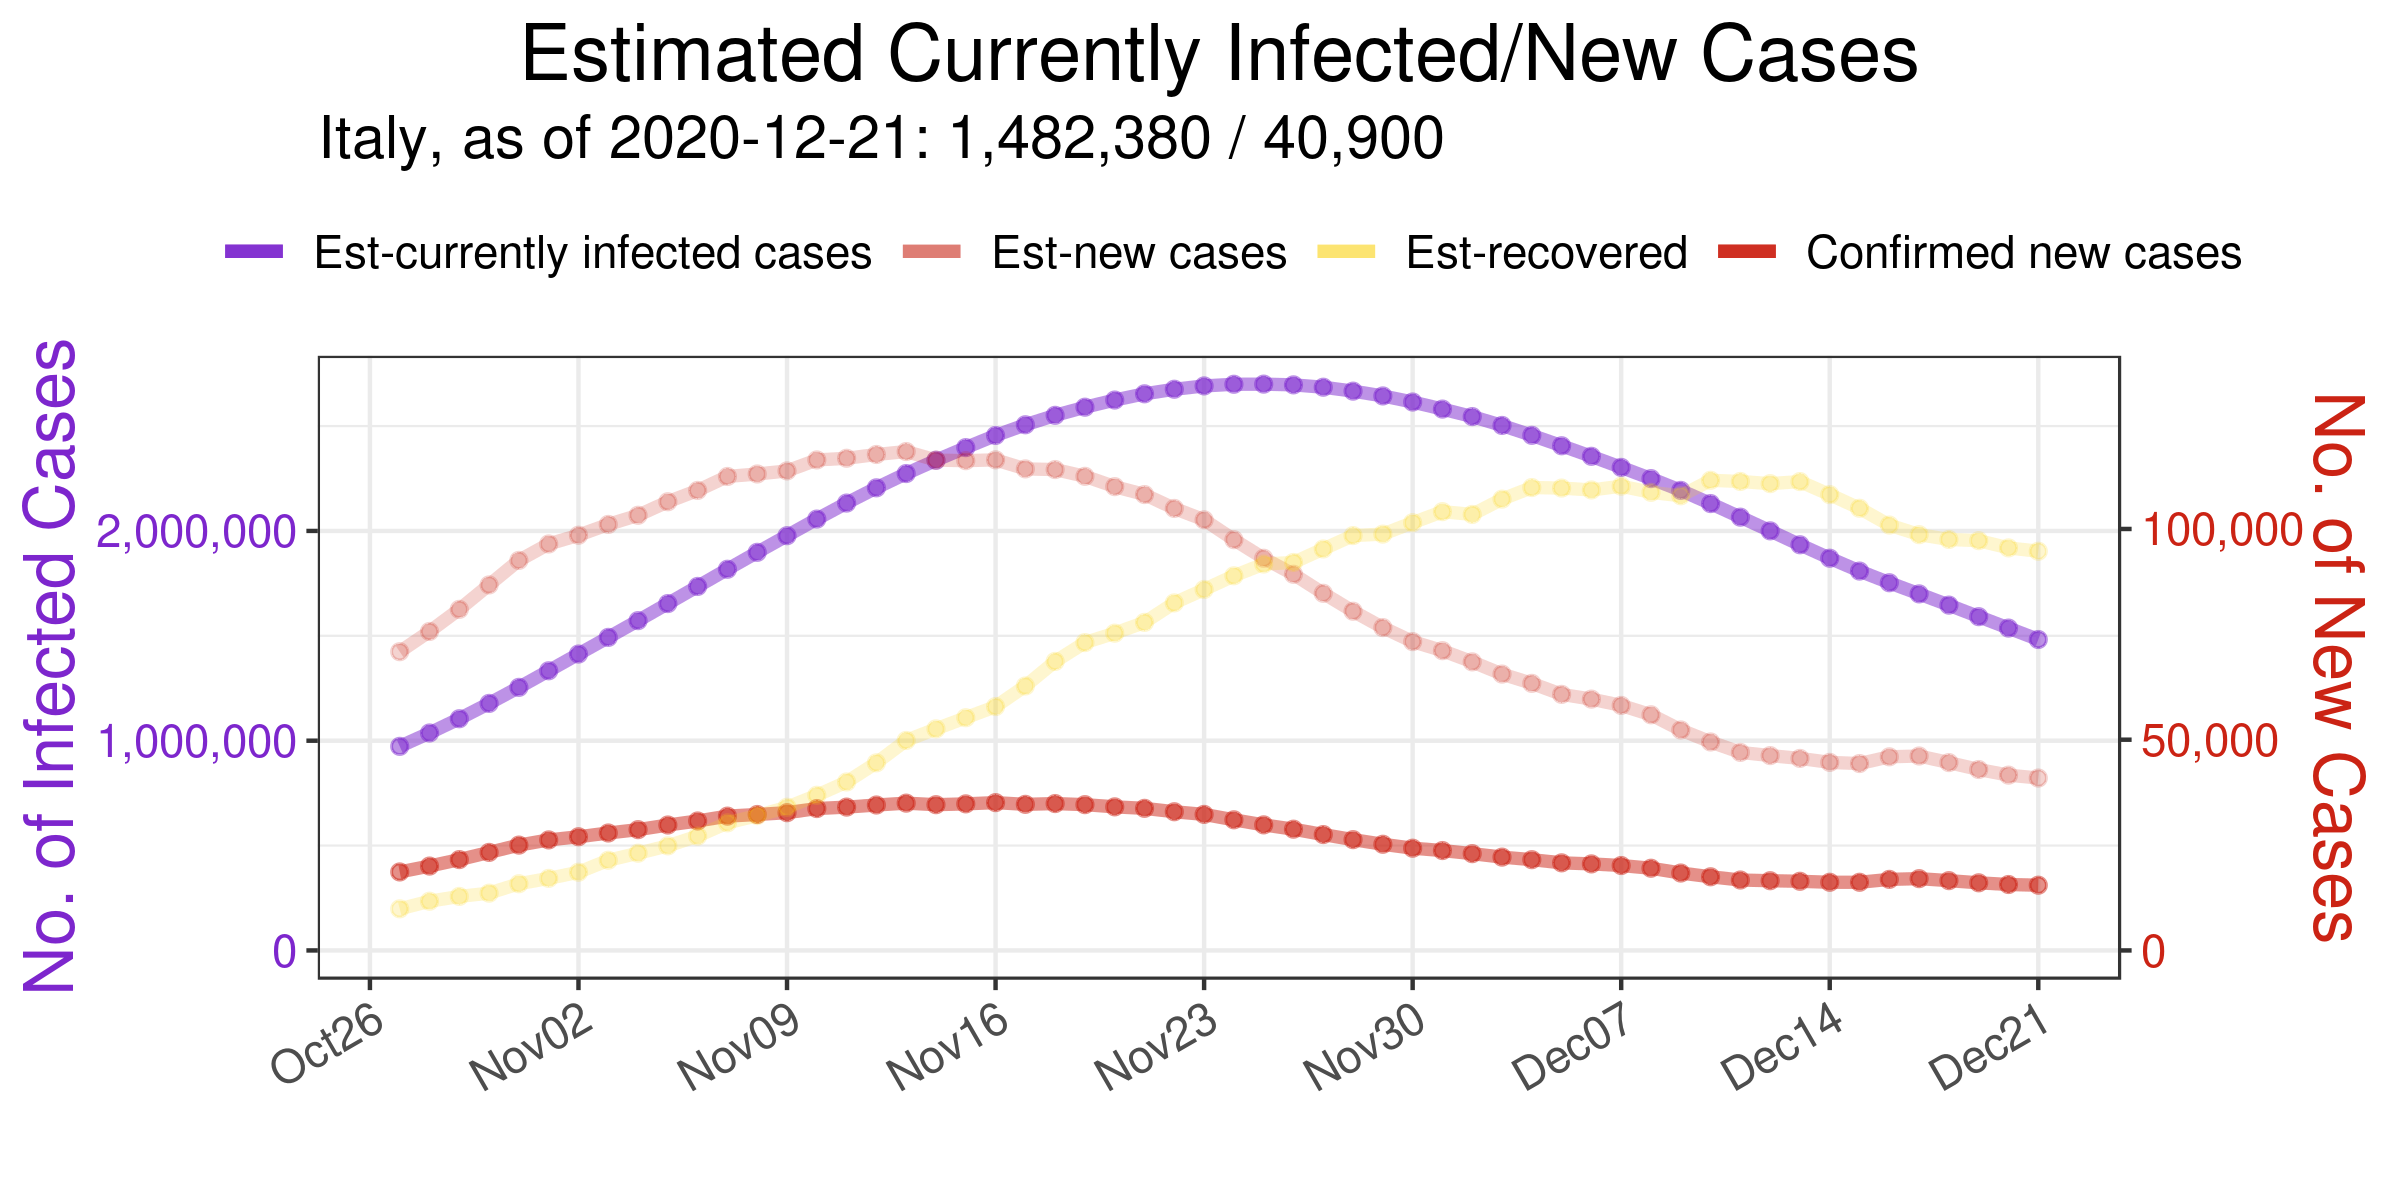 Estimated Currently Infected/New Cases
Italy, as of 2020-12-21: 1,482,380 / 40,900
Est-currently infected cases Est-new cases Est-recovered Confirmed new cases
No. of Infected Cases
2,000,000
1,000,000
0
100,000
50,000
0
No. of New Cases
Oct26 Nov02 Nov09 Nov16 Nov23 Nov30 Dec07 Dec14 Dec21